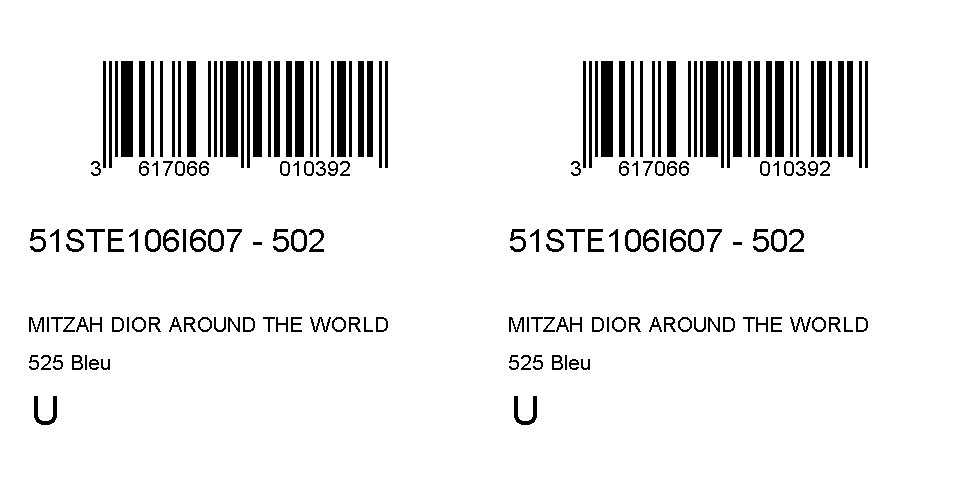 3 617066 010392
51STE106I607 - 502
MITZAH DIOR AROUND THE WORLD
525 Bleu
U
3 617066 010392
51STE106I607 - 502
MITZAH DIOR AROUND THE WORLD
525 Bleu
U